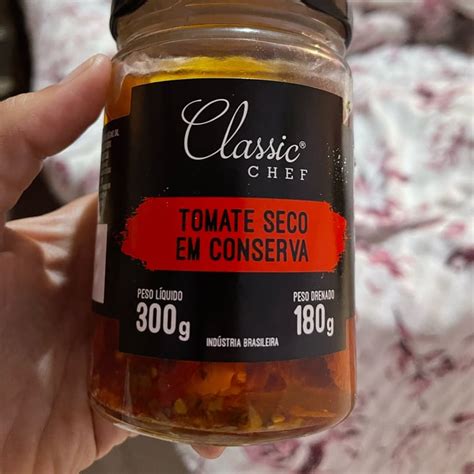 Classic®
CHEF
TOMATE SECO
EM CONSERVA
PESO LÍQUIDO
300g
PESO DRENADO
180g
INDÚSTRIA BRASILEIRA